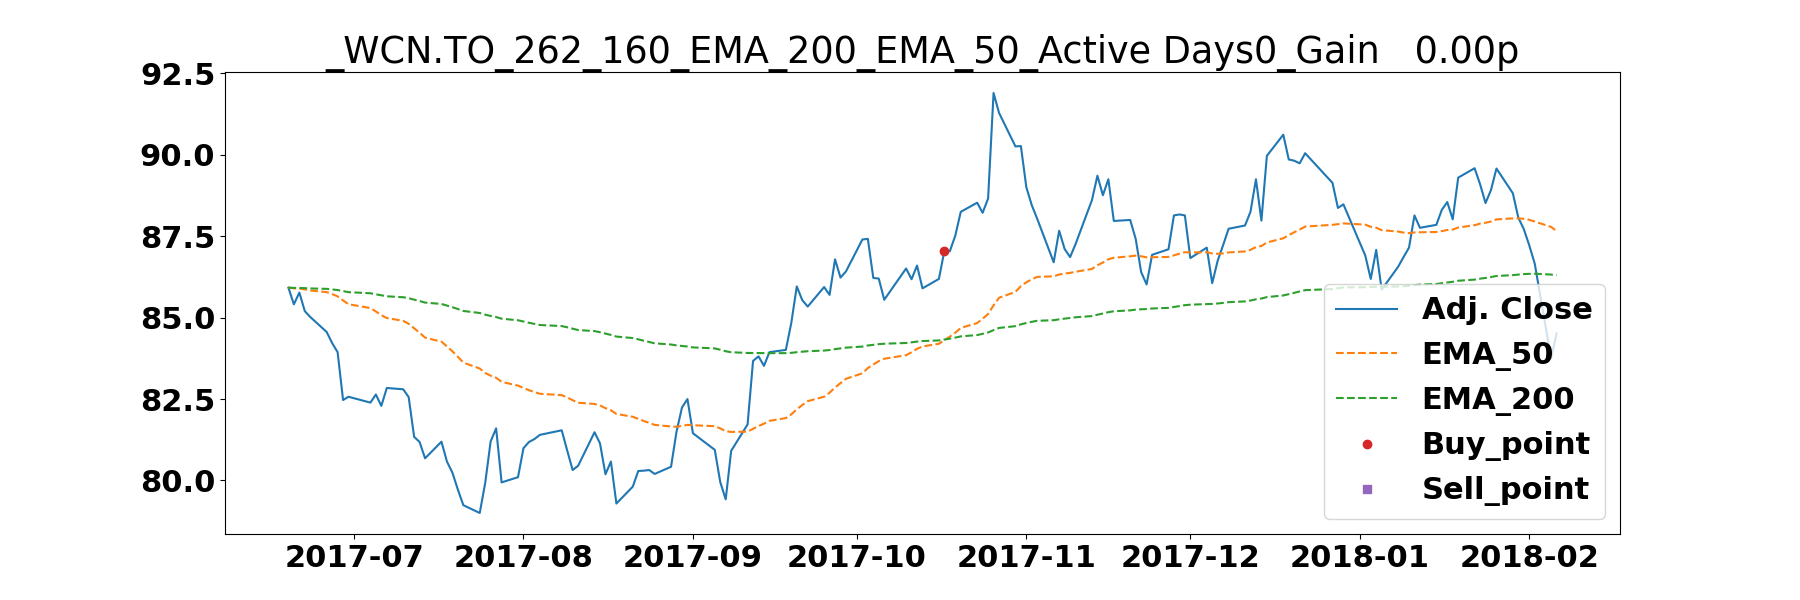 _WCN.TO_262_160_EMA_200_EMA_50_Active Days0_Gain   0.00p
92.5
90.0
87.5
85.0
82.5
80.0
Adj. Close
EMA_50
EMA_200
Buy_point
Sell_point
2017-07 2017-08 2017-09 2017-10 2017-11 2017-12 2018-01 2018-02